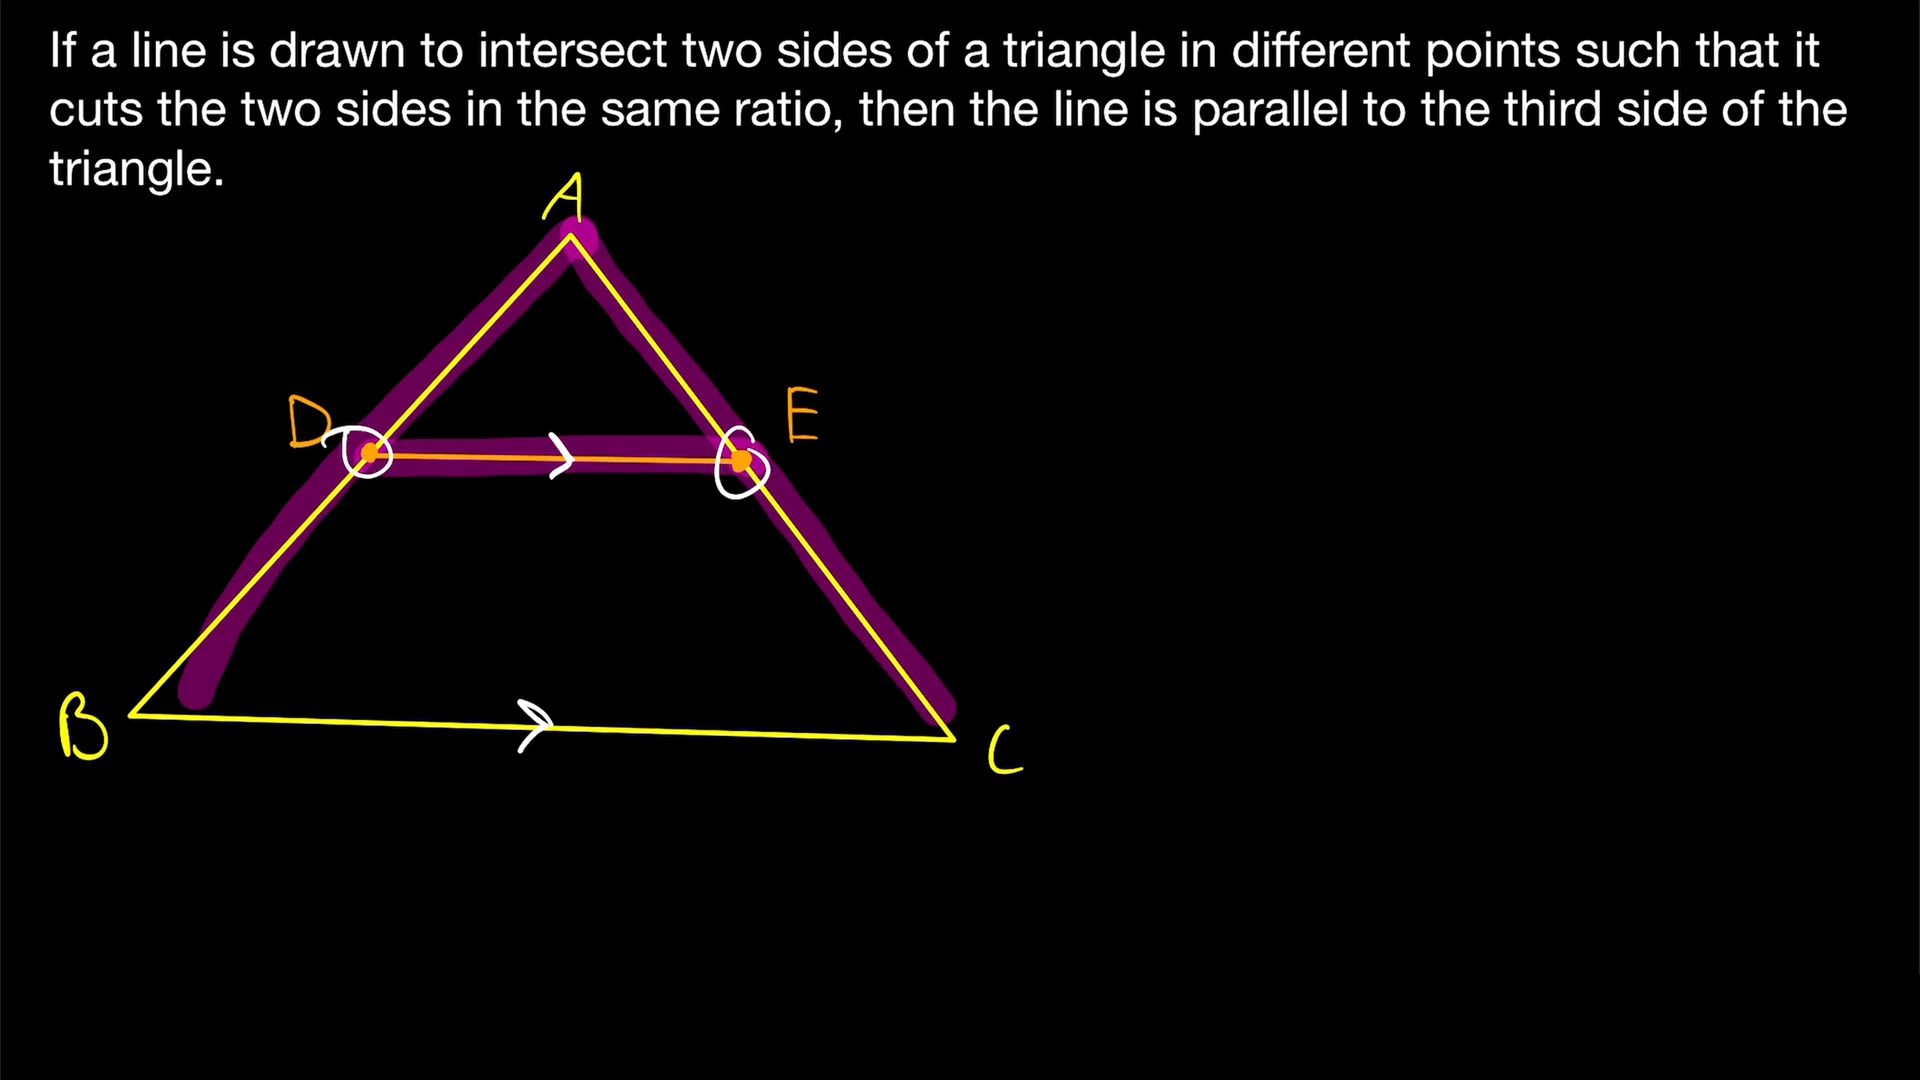 If a line is drawn to intersect two sides of a triangle in different points such that it
cuts the two sides in the same ratio, then the line is parallel to the third side of the
triangle.
A
D
E
B
C